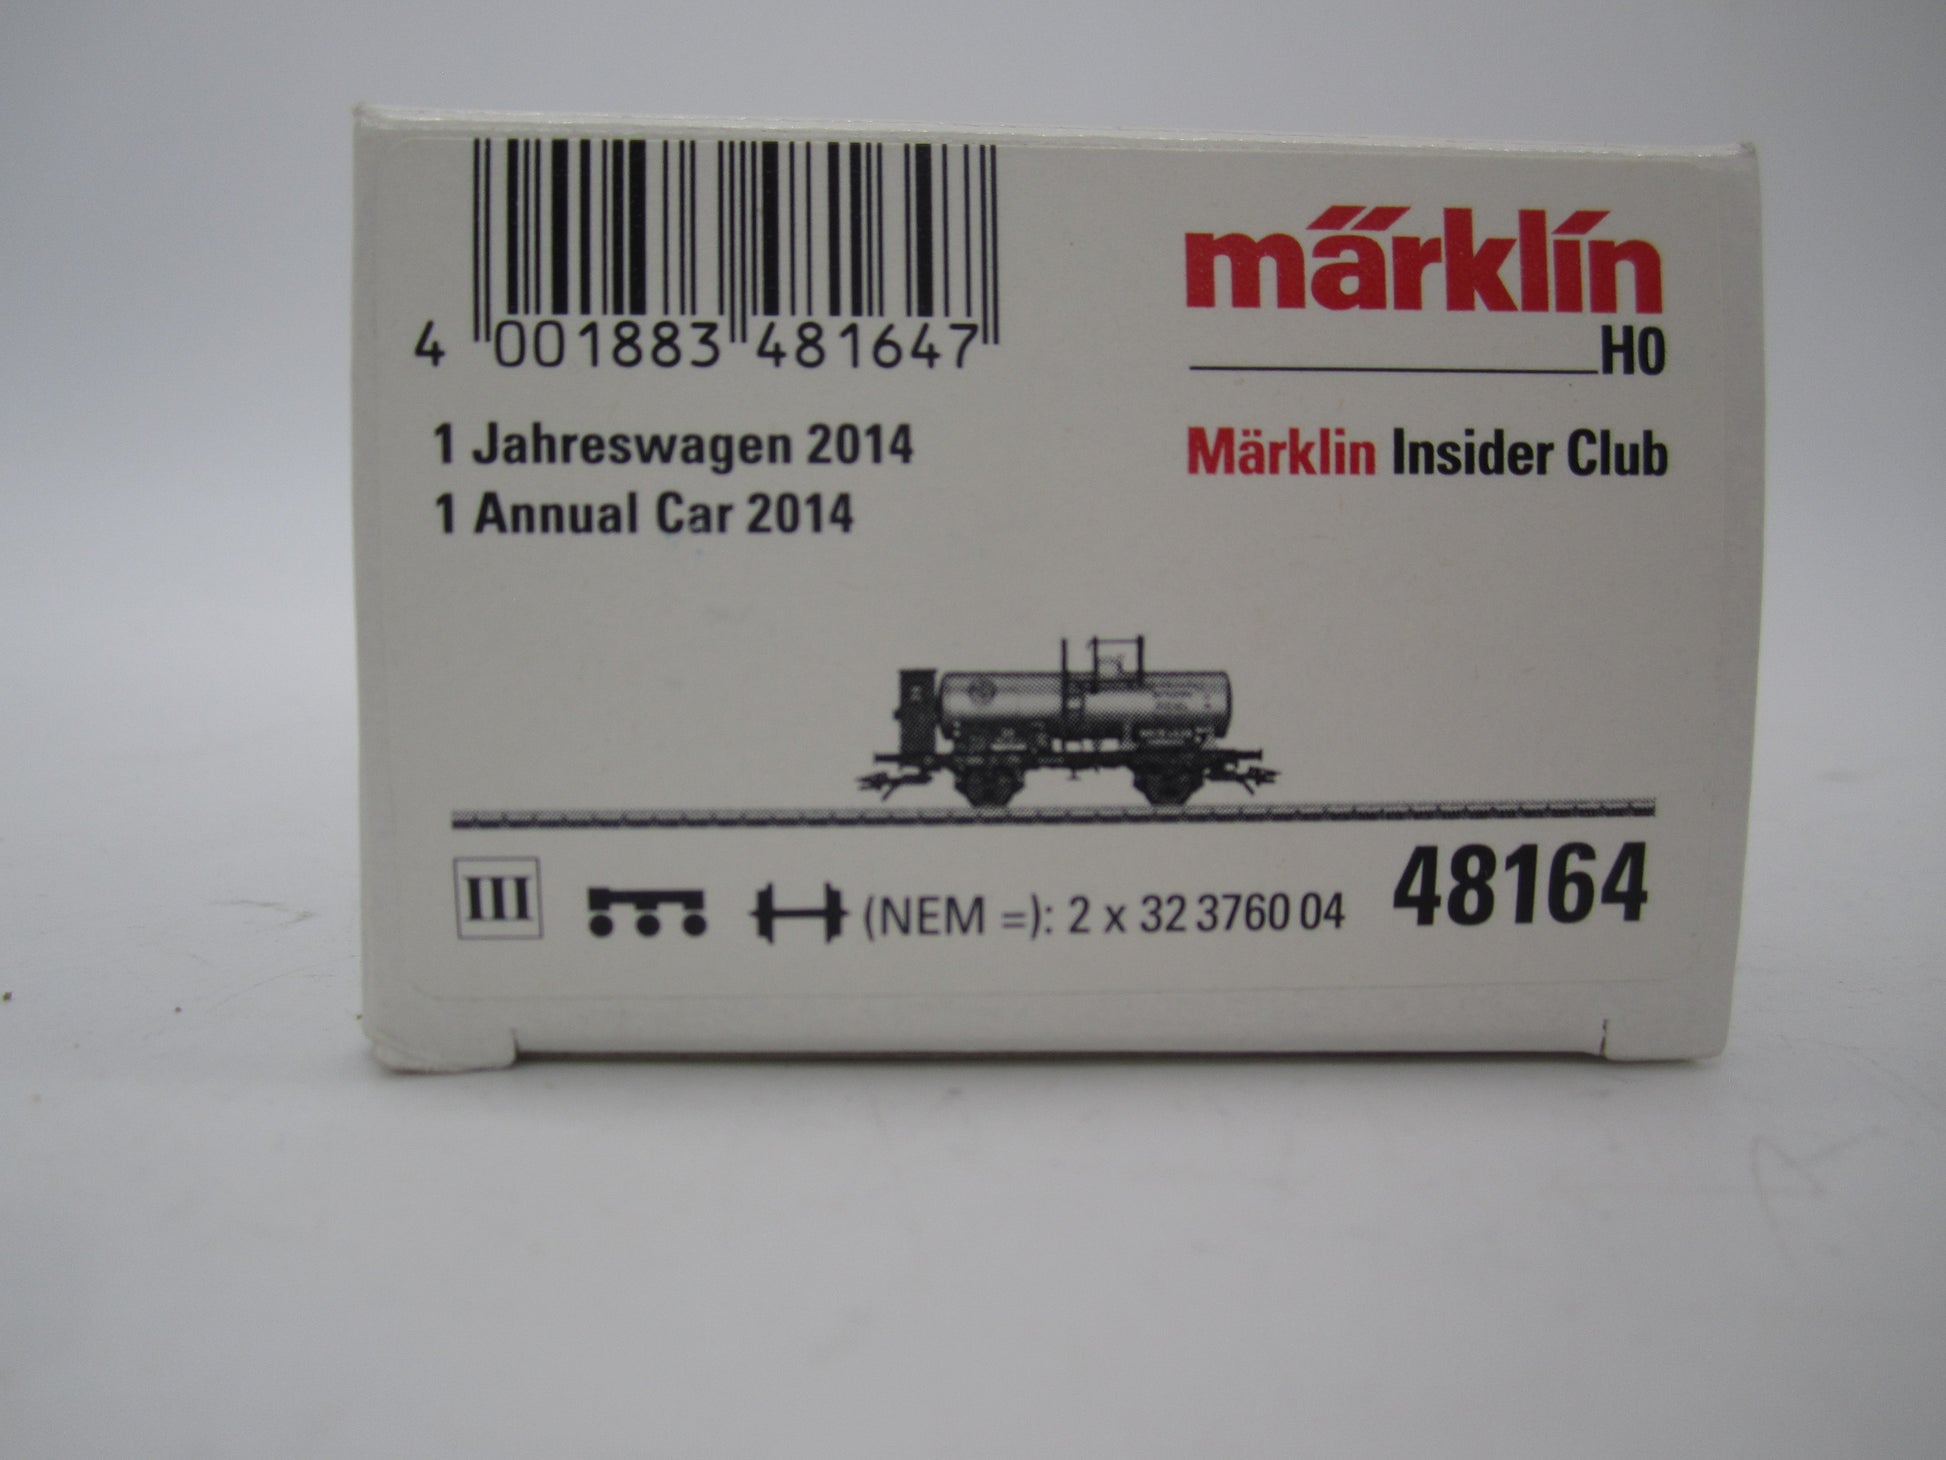 4 001883 481647
märklin
H0
1 Jahreswagen 2014
1 Annual Car 2014
Märklin Insider Club
III
(NEM =): 2 x 32 3760 04
48164